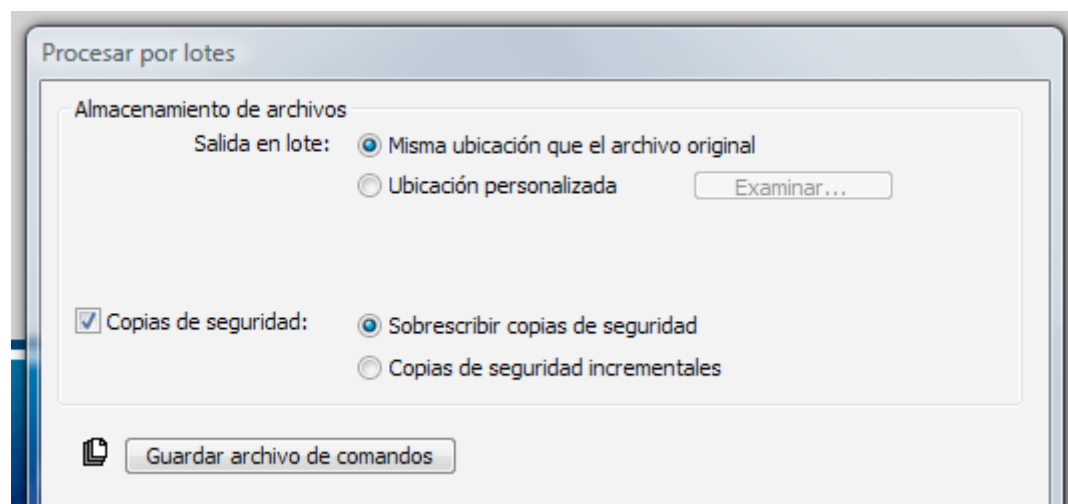 Procesar por lotes
Almacenamiento de archivos
Salida en lote: Misma ubicación que el archivo original
Ubicación personalizada Examinar...
Copias de seguridad: Sobrescribir copias de seguridad
Copias de seguridad incrementales
Guardar archivo de comandos